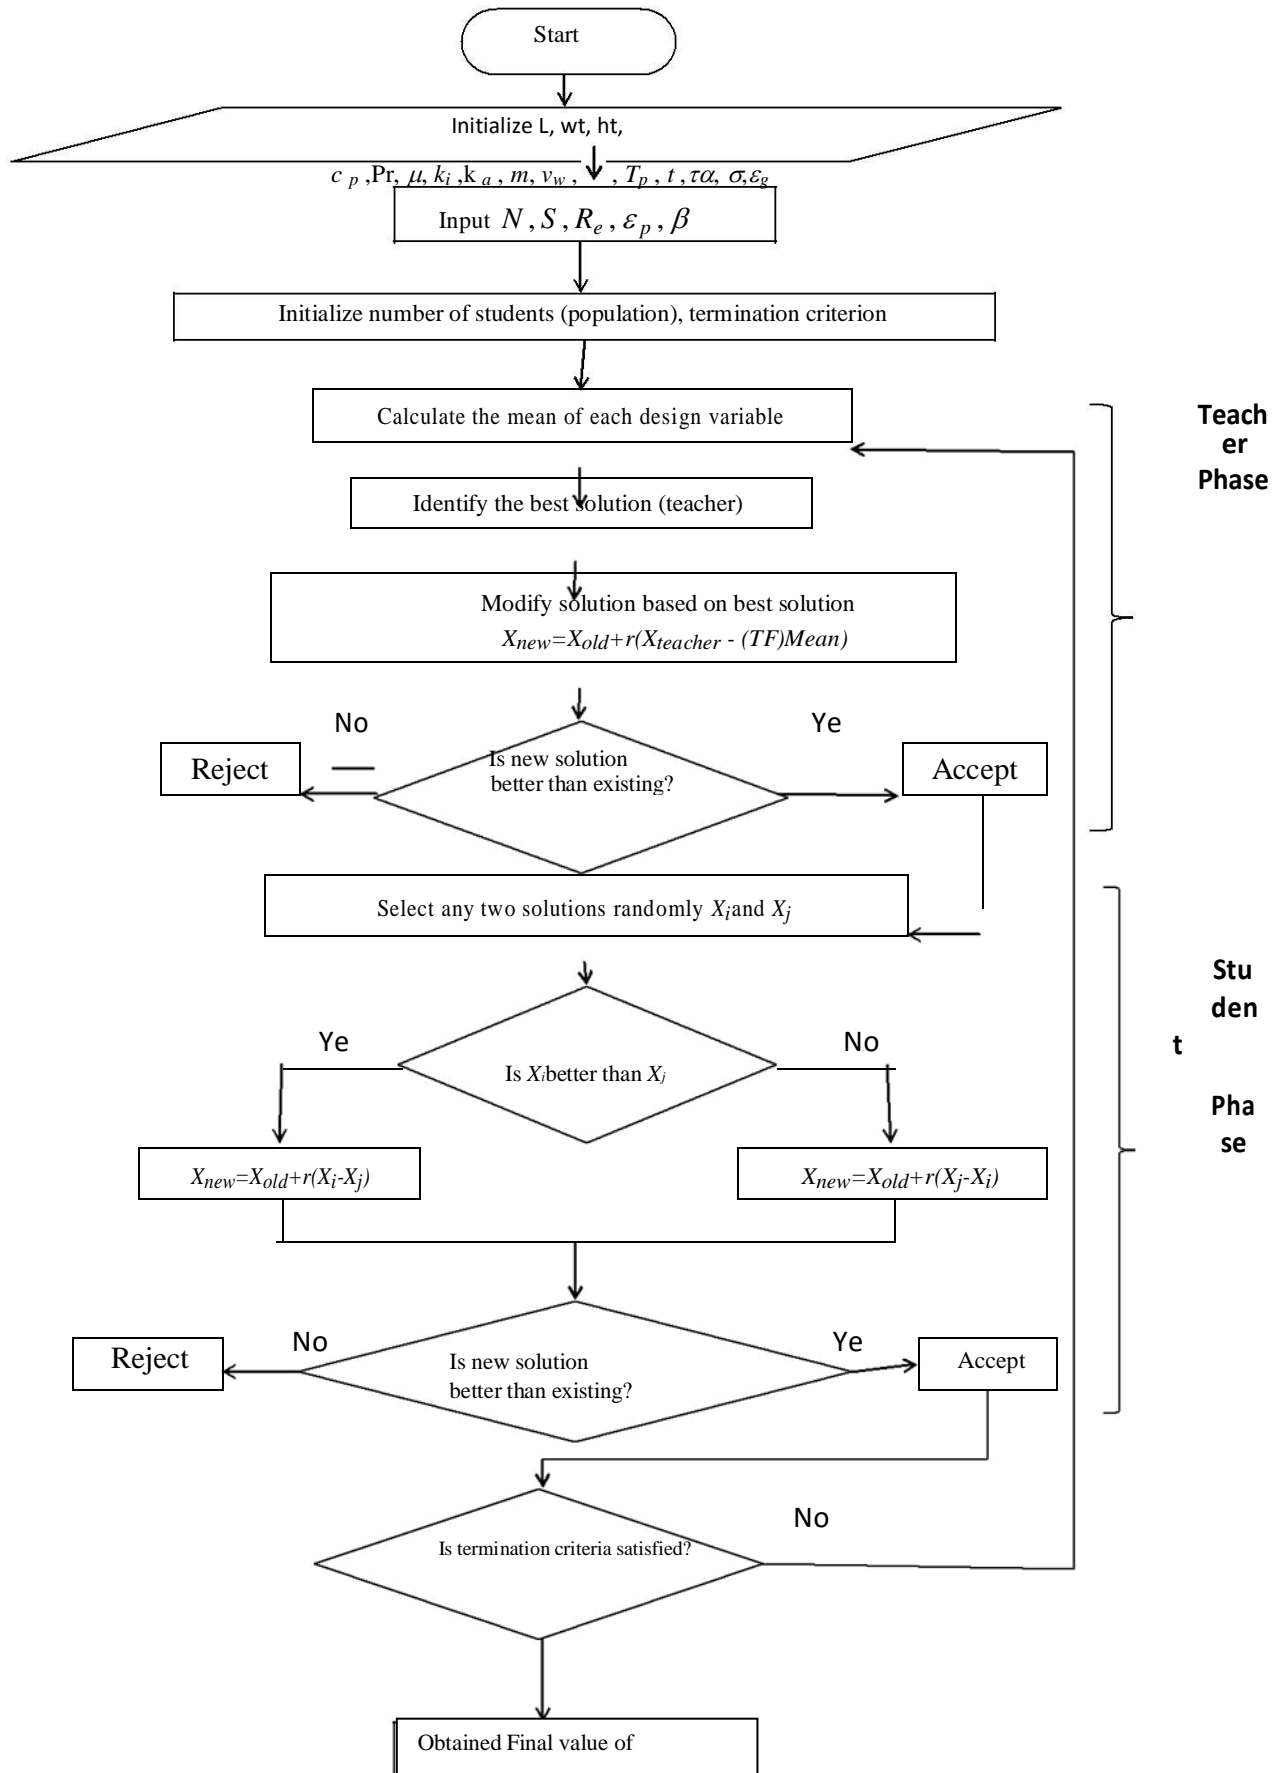 Start
Initialize L, wt, ht,
c p ,Pr, μ, ki ,k a , m, vw , , Tp , t ,τα, σ,εg
Input N , S , Re , εp , β
Initialize number of students (population), termination criterion
Calculate the mean of each design variable
Teach
er
Phase
Identify the best solution (teacher)
Modify solution based on best solution
Xnew=Xold+r(Xteacher - (TF)Mean)
No
Ye
Reject
Is new solution
better than existing?
Accept
Select any two solutions randomly Xiand Xj
Stu
den
t
Pha
se
Ye
No
Is Xibetter than Xj
Xnew=Xold+r(Xi-Xj)
Xnew=Xold+r(Xj-Xi)
No
Ye
Reject
Is new solution
better than existing?
Accept
No
Is termination criteria satisfied?
Obtained Final value of